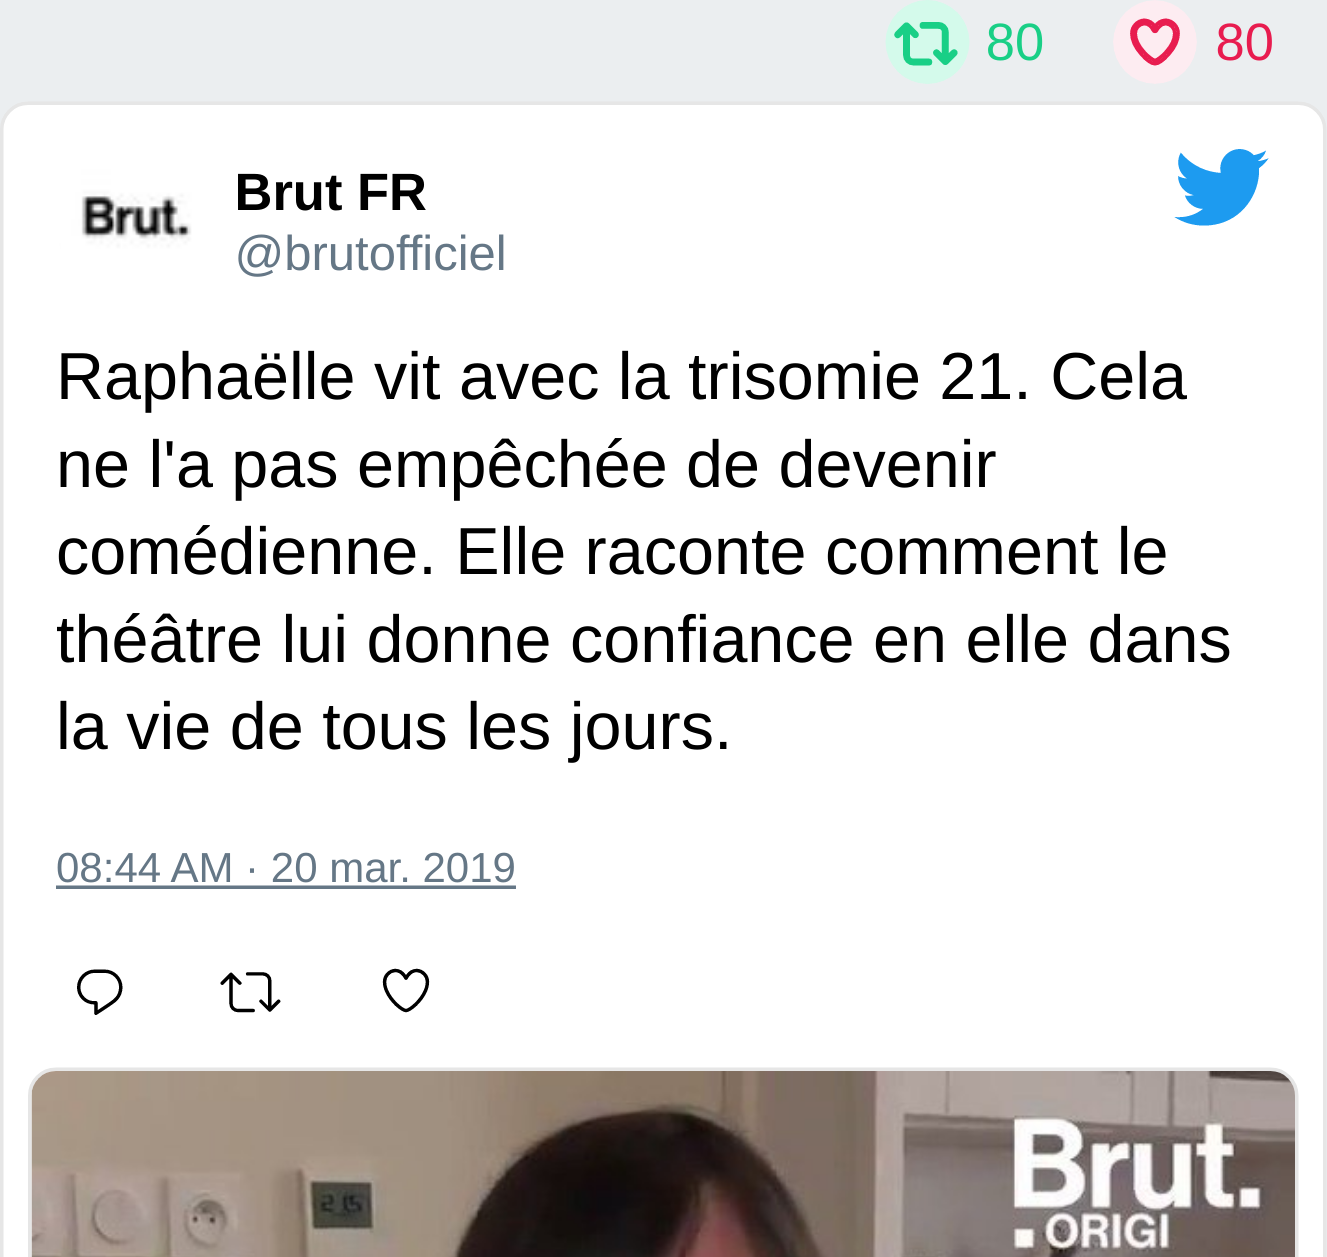 80 80
Brut.
Brut FR
@brutofficiel
Raphaëlle vit avec la trisomie 21. Cela
ne l'a pas empêchée de devenir
comédienne. Elle raconte comment le
théâtre lui donne confiance en elle dans
la vie de tous les jours.
08:44 AM · 20 mar. 2019
Brut.
ORIGI